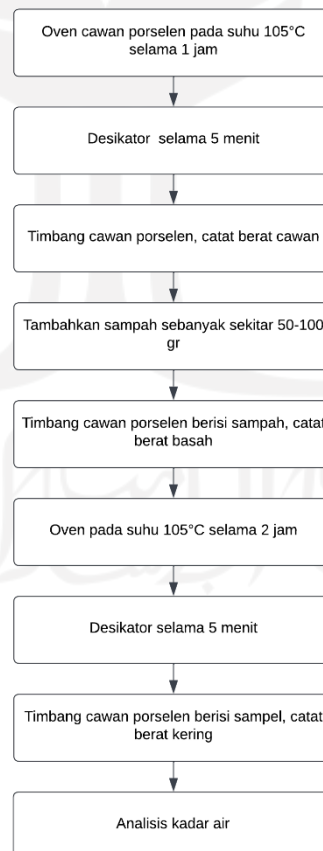 Oven cawan porselen pada suhu 105°C
selama 1 jam
Desikator selama 5 menit
Timbang cawan porselen, catat berat cawan
Tambahkan sampah sebanyak sekitar 50-100
gr
Timbang cawan porselen berisi sampah, catat
berat basah
Oven pada suhu 105°C selama 2 jam
Desikator selama 5 menit
Timbang cawan porselen berisi sampel, catat
berat kering
Analisis kadar air